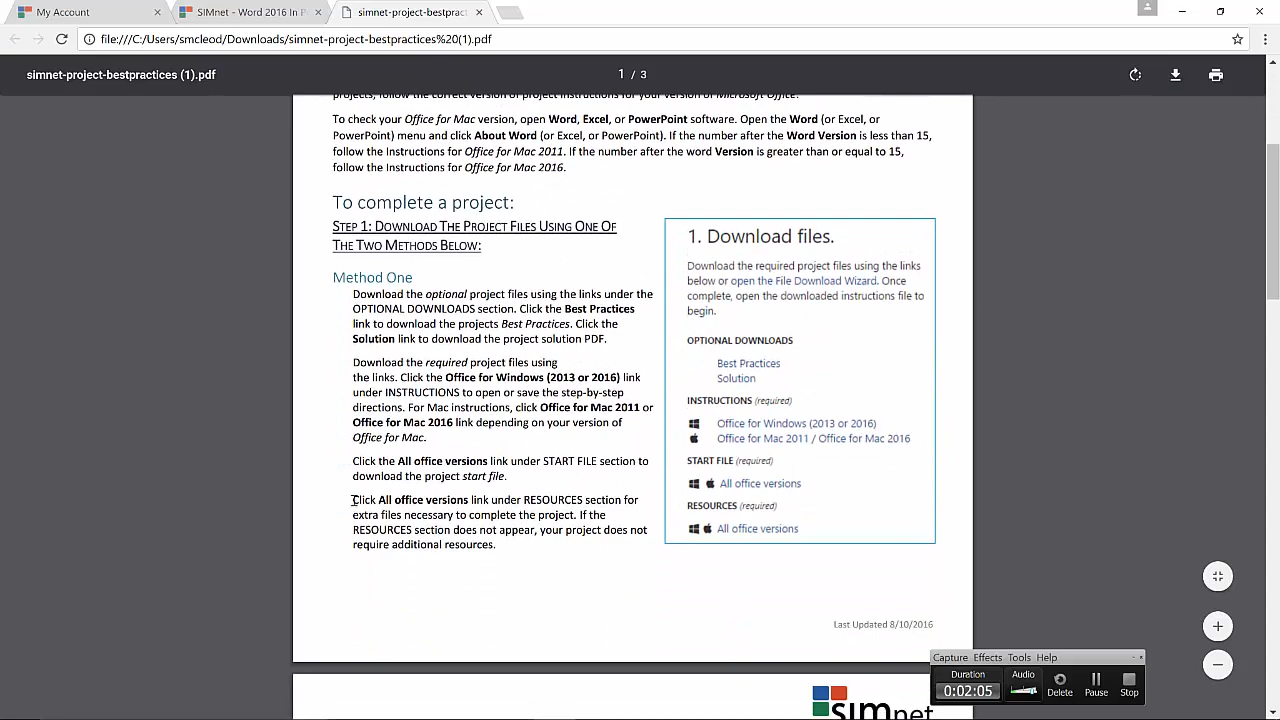 My Account
SIMnet - Word 2016 In P
simnet-project-bestpract
file:///C:/Users/smcleod/Downloads/simnet-project-bestpractices%20(1).pdf
simnet-project-bestpractices (1).pdf
1 / 3
projects, follow the correct version of project instructions for your version of Microsoft Office.
To check your Office for Mac version, open Word, Excel, or PowerPoint software. Open the Word (or Excel, or
PowerPoint) menu and click About Word (or Excel, or PowerPoint). If the number after the Word Version is less than 15,
follow the Instructions for Office for Mac 2011. If the number after the word Version is greater than or equal to 15,
follow the Instructions for Office for Mac 2016.
To complete a project:
STEP 1: DOWNLOAD THE PROJECT FILES USING ONE OF
THE TWO METHODS BELOW:
Method One
Download the optional project files using the links under the
OPTIONAL DOWNLOADS section. Click the Best Practices
link to download the projects Best Practices. Click the
Solution link to download the project solution PDF.
Download the required project files using
the links. Click the Office for Windows (2013 or 2016) link
under INSTRUCTIONS to open or save the step-by-step
directions. For Mac instructions, click Office for Mac 2011 or
Office for Mac 2016 link depending on your version of
Office for Mac.
Click the All office versions link under START FILE section to
download the project start file.
Click All office versions link under RESOURCES section for
extra files necessary to complete the project. If the
RESOURCES section does not appear, your project does not
require additional resources.
1. Download files.
Download the required project files using the links
below or open the File Download Wizard. Once
complete, open the downloaded instructions file to
begin.
OPTIONAL DOWNLOADS
Best Practices
Solution
INSTRUCTIONS (required)
Office for Windows (2013 or 2016)
Office for Mac 2011 / Office for Mac 2016
START FILE (required)
All office versions
RESOURCES (required)
All office versions
Last Updated 8/10/2016
simnet
Capture Effects Tools Help
Duration
0:02:05
Audio
Delete
Pause
Stop